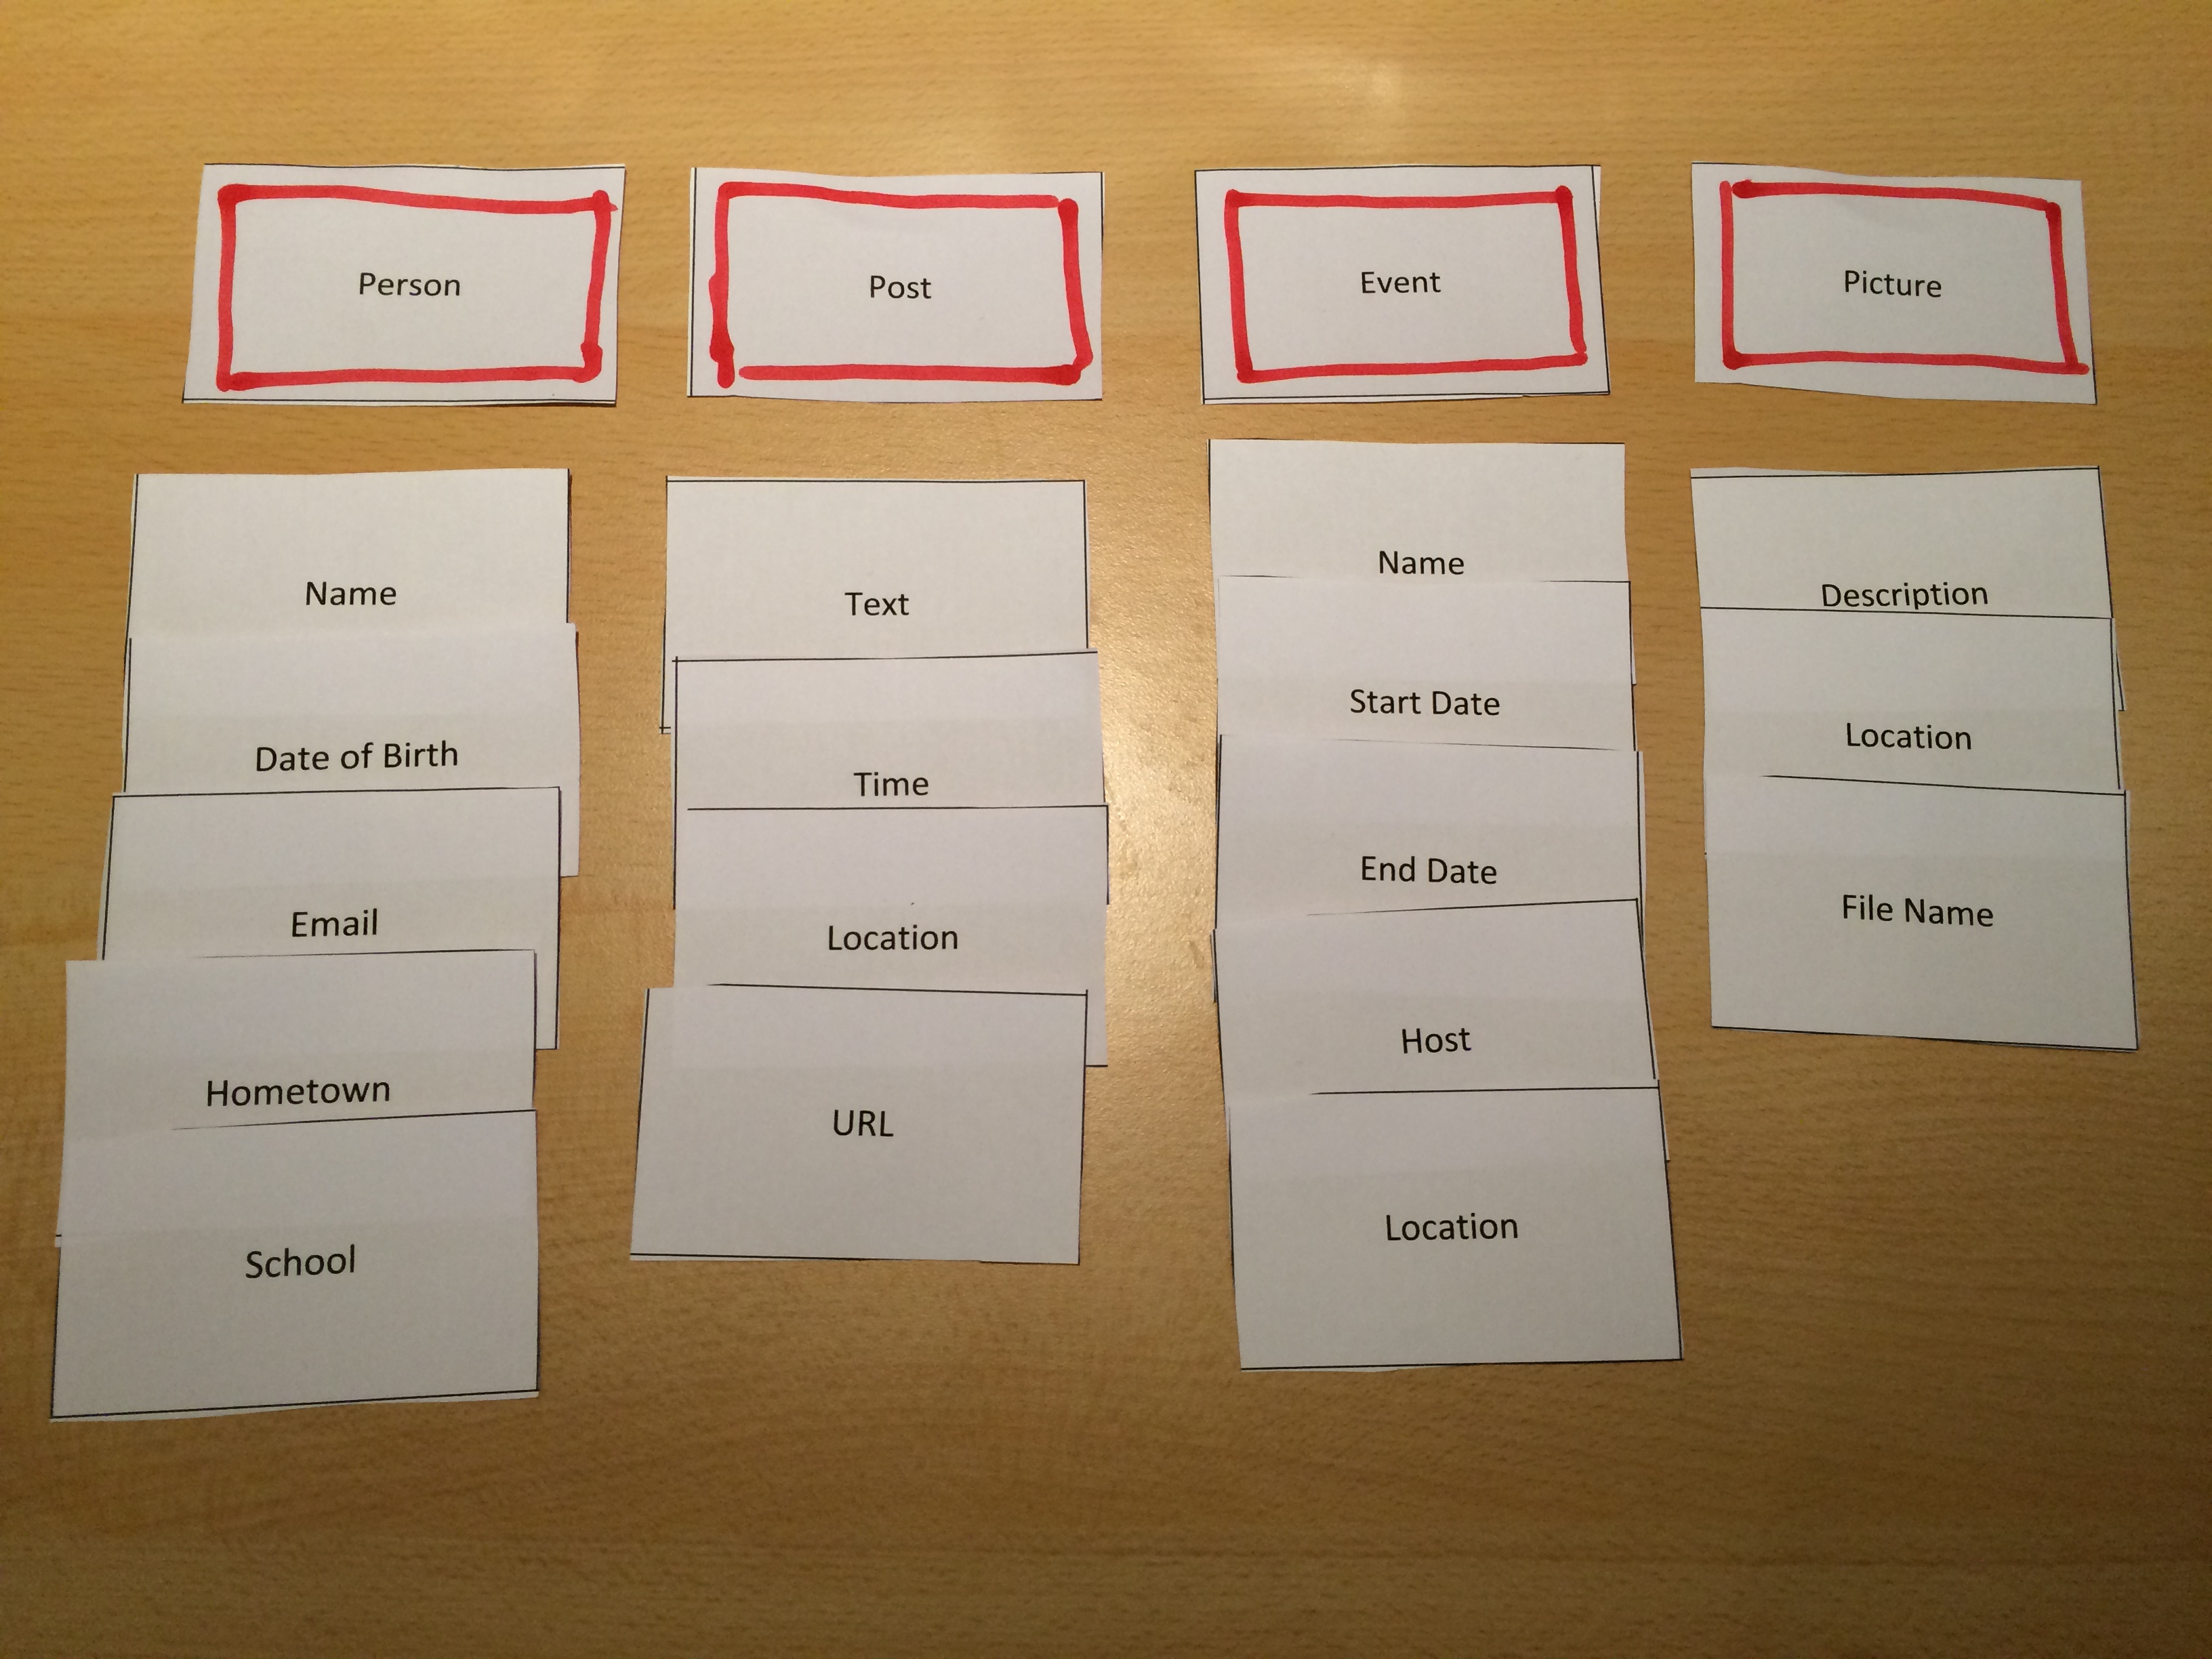 Person
Post
Event
Picture
Name
Date of Birth
Email
Hometown
School
Text
Time
Location
URL
Name
Start Date
End Date
Host
Location
Description
Location
File Name